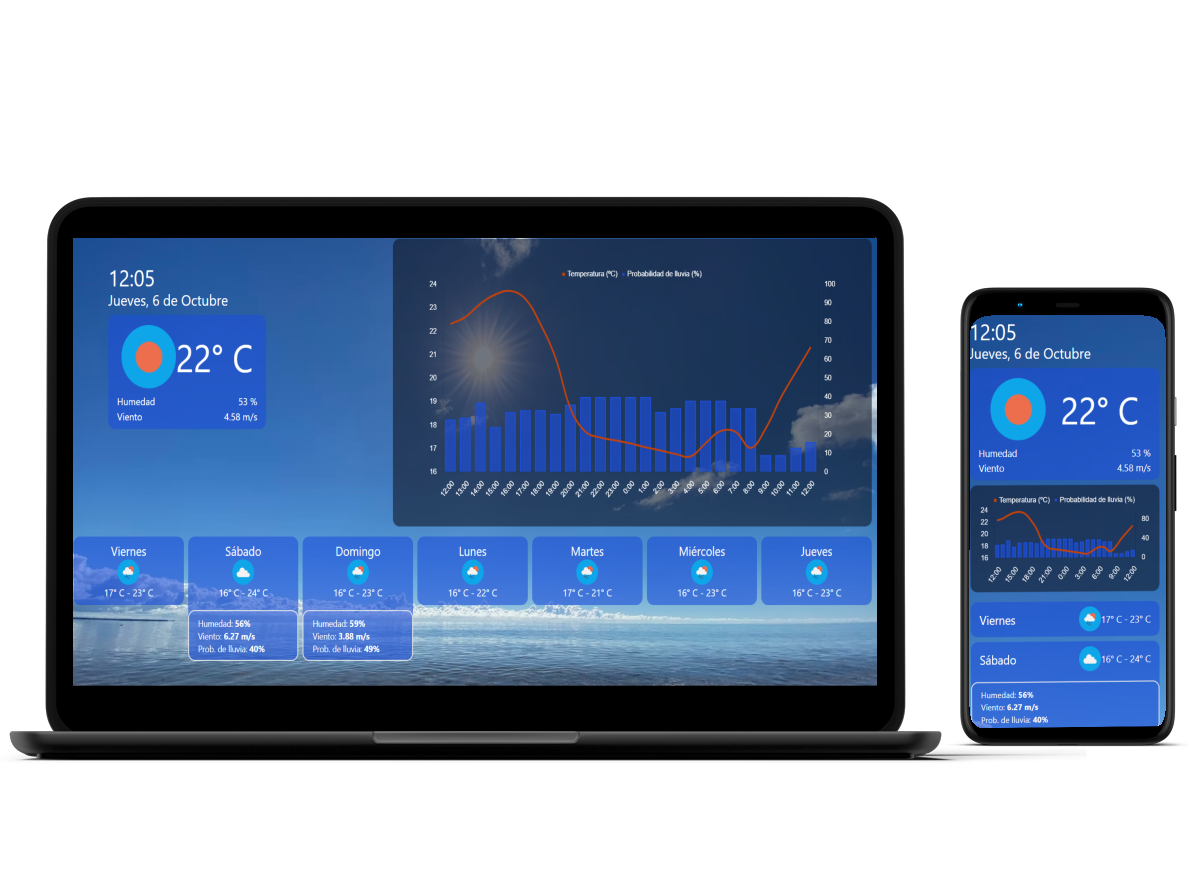 12:05
Jueves, 6 de Octubre
22° C
Humedad 53 %
Viento 4.58 m/s
Temperatura (ºC) Probabilidad de lluvia (%)
24
23
22
21
20
19
18
17
16
100
90
80
70
60
50
40
30
20
10
0
12:00 13:00 14:00 15:00 16:00 17:00 18:00 19:00 20:00 21:00 22:00 23:00 0:00 1:00 2:00 3:00 4:00 5:00 6:00 7:00 8:00 9:00 10:00 11:00 12:00
Viernes Sábado Domingo Lunes Martes Miércoles Jueves
17° C - 23° C 16° C - 24° C 16° C - 23° C 16° C - 22° C 17° C - 21° C 16° C - 23° C 16° C - 23° C
Humedad: 56% Humedad: 59%
Viento: 6.27 m/s Viento: 3.88 m/s
Prob. de lluvia: 40% Prob. de lluvia: 49%
12:05
Jueves, 6 de Octubre
22° C
Humedad 53 %
Viento 4.58 m/s
Temperatura (ºC) Probabilidad de lluvia (%)
24
22
20
18
16
80
40
0
12:00 15:00 18:00 21:00 0:00 3:00 6:00 9:00 12:00
Viernes 17° C - 23° C
Sábado 16° C - 24° C
Humedad: 56%
Viento: 6.27 m/s
Prob. de lluvia: 40%